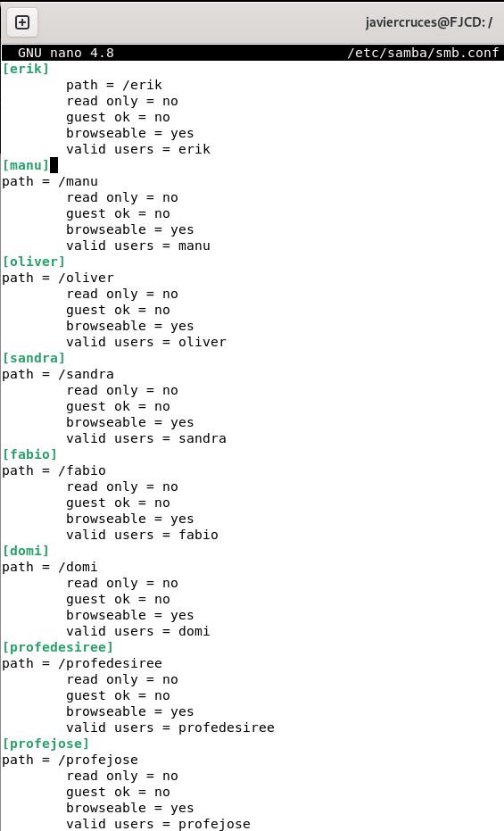 javiercruces@FJCD: /
GNU nano 4.8 /etc/samba/smb.conf
[erik]
path = /erik
read only = no
guest ok = no
browseable = yes
valid users = erik
[manu]
path = /manu
read only = no
guest ok = no
browseable = yes
valid users = manu
[oliver]
path = /oliver
read only = no
guest ok = no
browseable = yes
valid users = oliver
[sandra]
path = /sandra
read only = no
guest ok = no
browseable = yes
valid users = sandra
[fabio]
path = /fabio
read only = no
guest ok = no
browseable = yes
valid users = fabio
[domi]
path = /domi
read only = no
guest ok = no
browseable = yes
valid users = domi
[profedesiree]
path = /profedesiree
read only = no
guest ok = no
browseable = yes
valid users = profedesiree
[profejose]
path = /profejose
read only = no
guest ok = no
browseable = yes
valid users = profejose